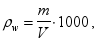 ρw = m/V · 1000 ,